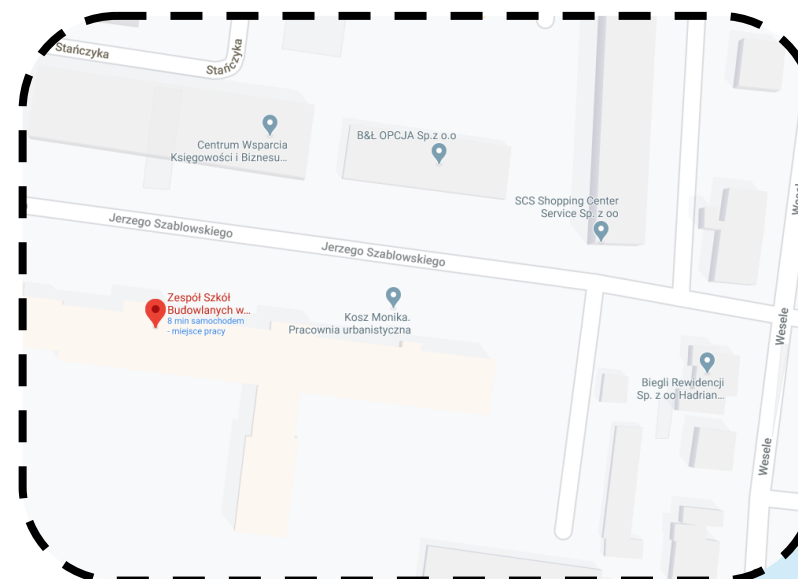 Stańczyka
Stańczyka
Centrum Wsparcia
Księgowości i Biznesu...
B&Ł OPCJA Sp.z o.o
SCS Shopping Center
Service Sp. z oo
Jerzego Szablowskiego
Jerzego Szablowskiego
Zespół Szkół
Budowlanych w...
8 min samochodem
- miejsce pracy
Kosz Monika.
Pracownia urbanistyczna
Wesele
Biegli Rewidencji
Sp. z oo Hadrian...
Wesele